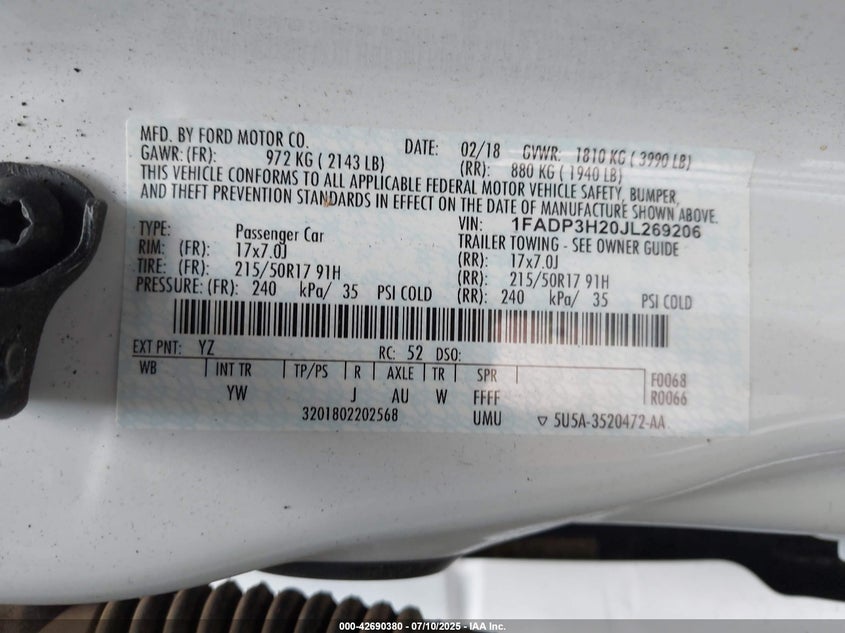 MFD. BY FORD MOTOR CO. DATE: 02/18 GVWR: 1810 KG ( 3990 LB)
GAWR: (FR): 972 KG ( 2143 LB) (RR): 880 KG ( 1940 LB)
THIS VEHICLE CONFORMS TO ALL APPLICABLE FEDERAL MOTOR VEHICLE SAFETY, BUMPER,
AND THEFT PREVENTION STANDARDS IN EFFECT ON THE DATE OF MANUFACTURE SHOWN ABOVE.
VIN: 1FADP3H20JL269206
TYPE: Passenger Car TRAILER TOWING - SEE OWNER GUIDE
RIM: (FR): 17x7.0J (RR): 17x7.0J
TIRE: (FR): 215/50R17 91H (RR): 215/50R17 91H
PRESSURE: (FR): 240 kPa/ 35 PSI COLD (RR): 240 kPa/ 35 PSI COLD
EXT PNT: YZ RC: 52 DSO:
WB INT TR TP/PS R AXLE TR SPR F0068
YW J AU W FFFF R0066
3201802202568 UMU ▽ 5U5A-3520472-AA
000-42690380 - 07/10/2025 - IAA Inc.